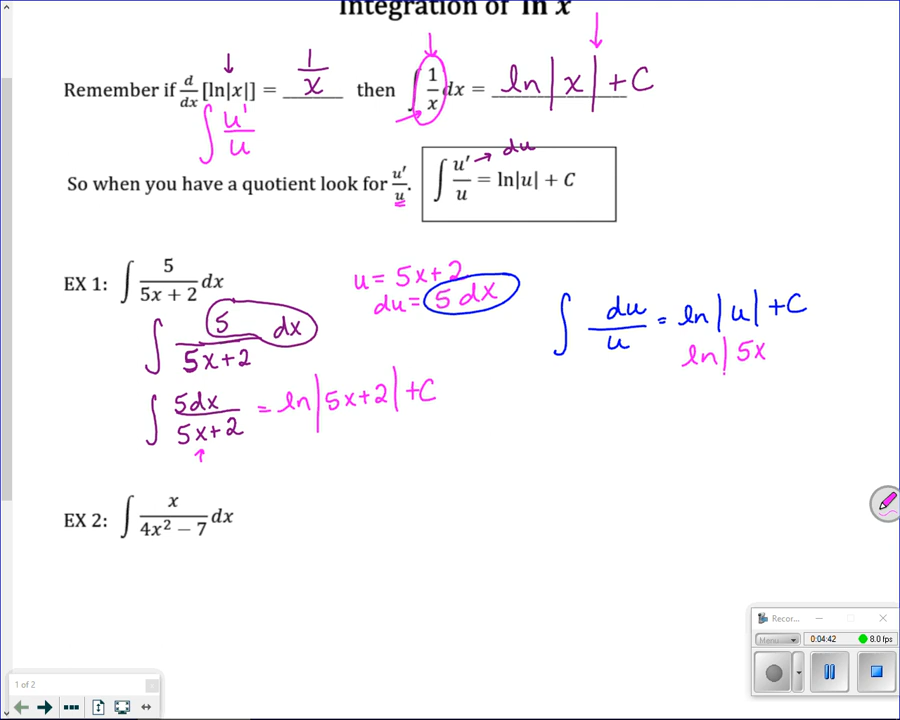 Integration of ln x
Remember if d/dx [ln|x|] = 1/x then ∫ 1/x dx = ln|x| + C
∫ u'/u
So when you have a quotient look for u'/u. ∫ u'/u = ln|u| + C → du
EX 1: ∫ 5/(5x + 2) dx
u = 5x+2
du = 5 dx
∫ 5 dx/(5x+2)
∫ du/u = ln|u| + C
ln|5x
∫ 5dx/(5x+2) = ln|5x+2| + C
EX 2: ∫ x/(4x² − 7) dx
Recor...
Menu 0:04:42 8.0 fps
1 of 2